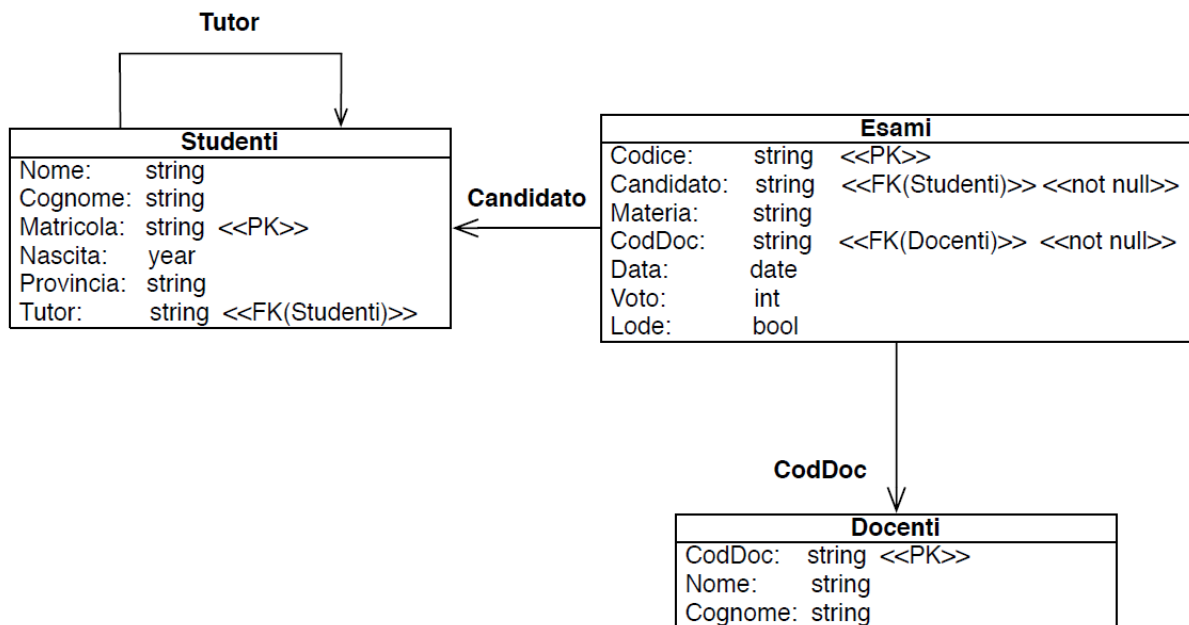 Tutor
Studenti
Nome: string
Cognome: string
Matricola: string <<PK>>
Nascita: year
Provincia: string
Tutor: string <<FK(Studenti)>>
Candidato
Esami
Codice: string <<PK>>
Candidato: string <<FK(Studenti)>> <<not null>>
Materia: string
CodDoc: string <<FK(Docenti)>> <<not null>>
Data: date
Voto: int
Lode: bool
CodDoc
Docenti
CodDoc: string <<PK>>
Nome: string
Cognome: string